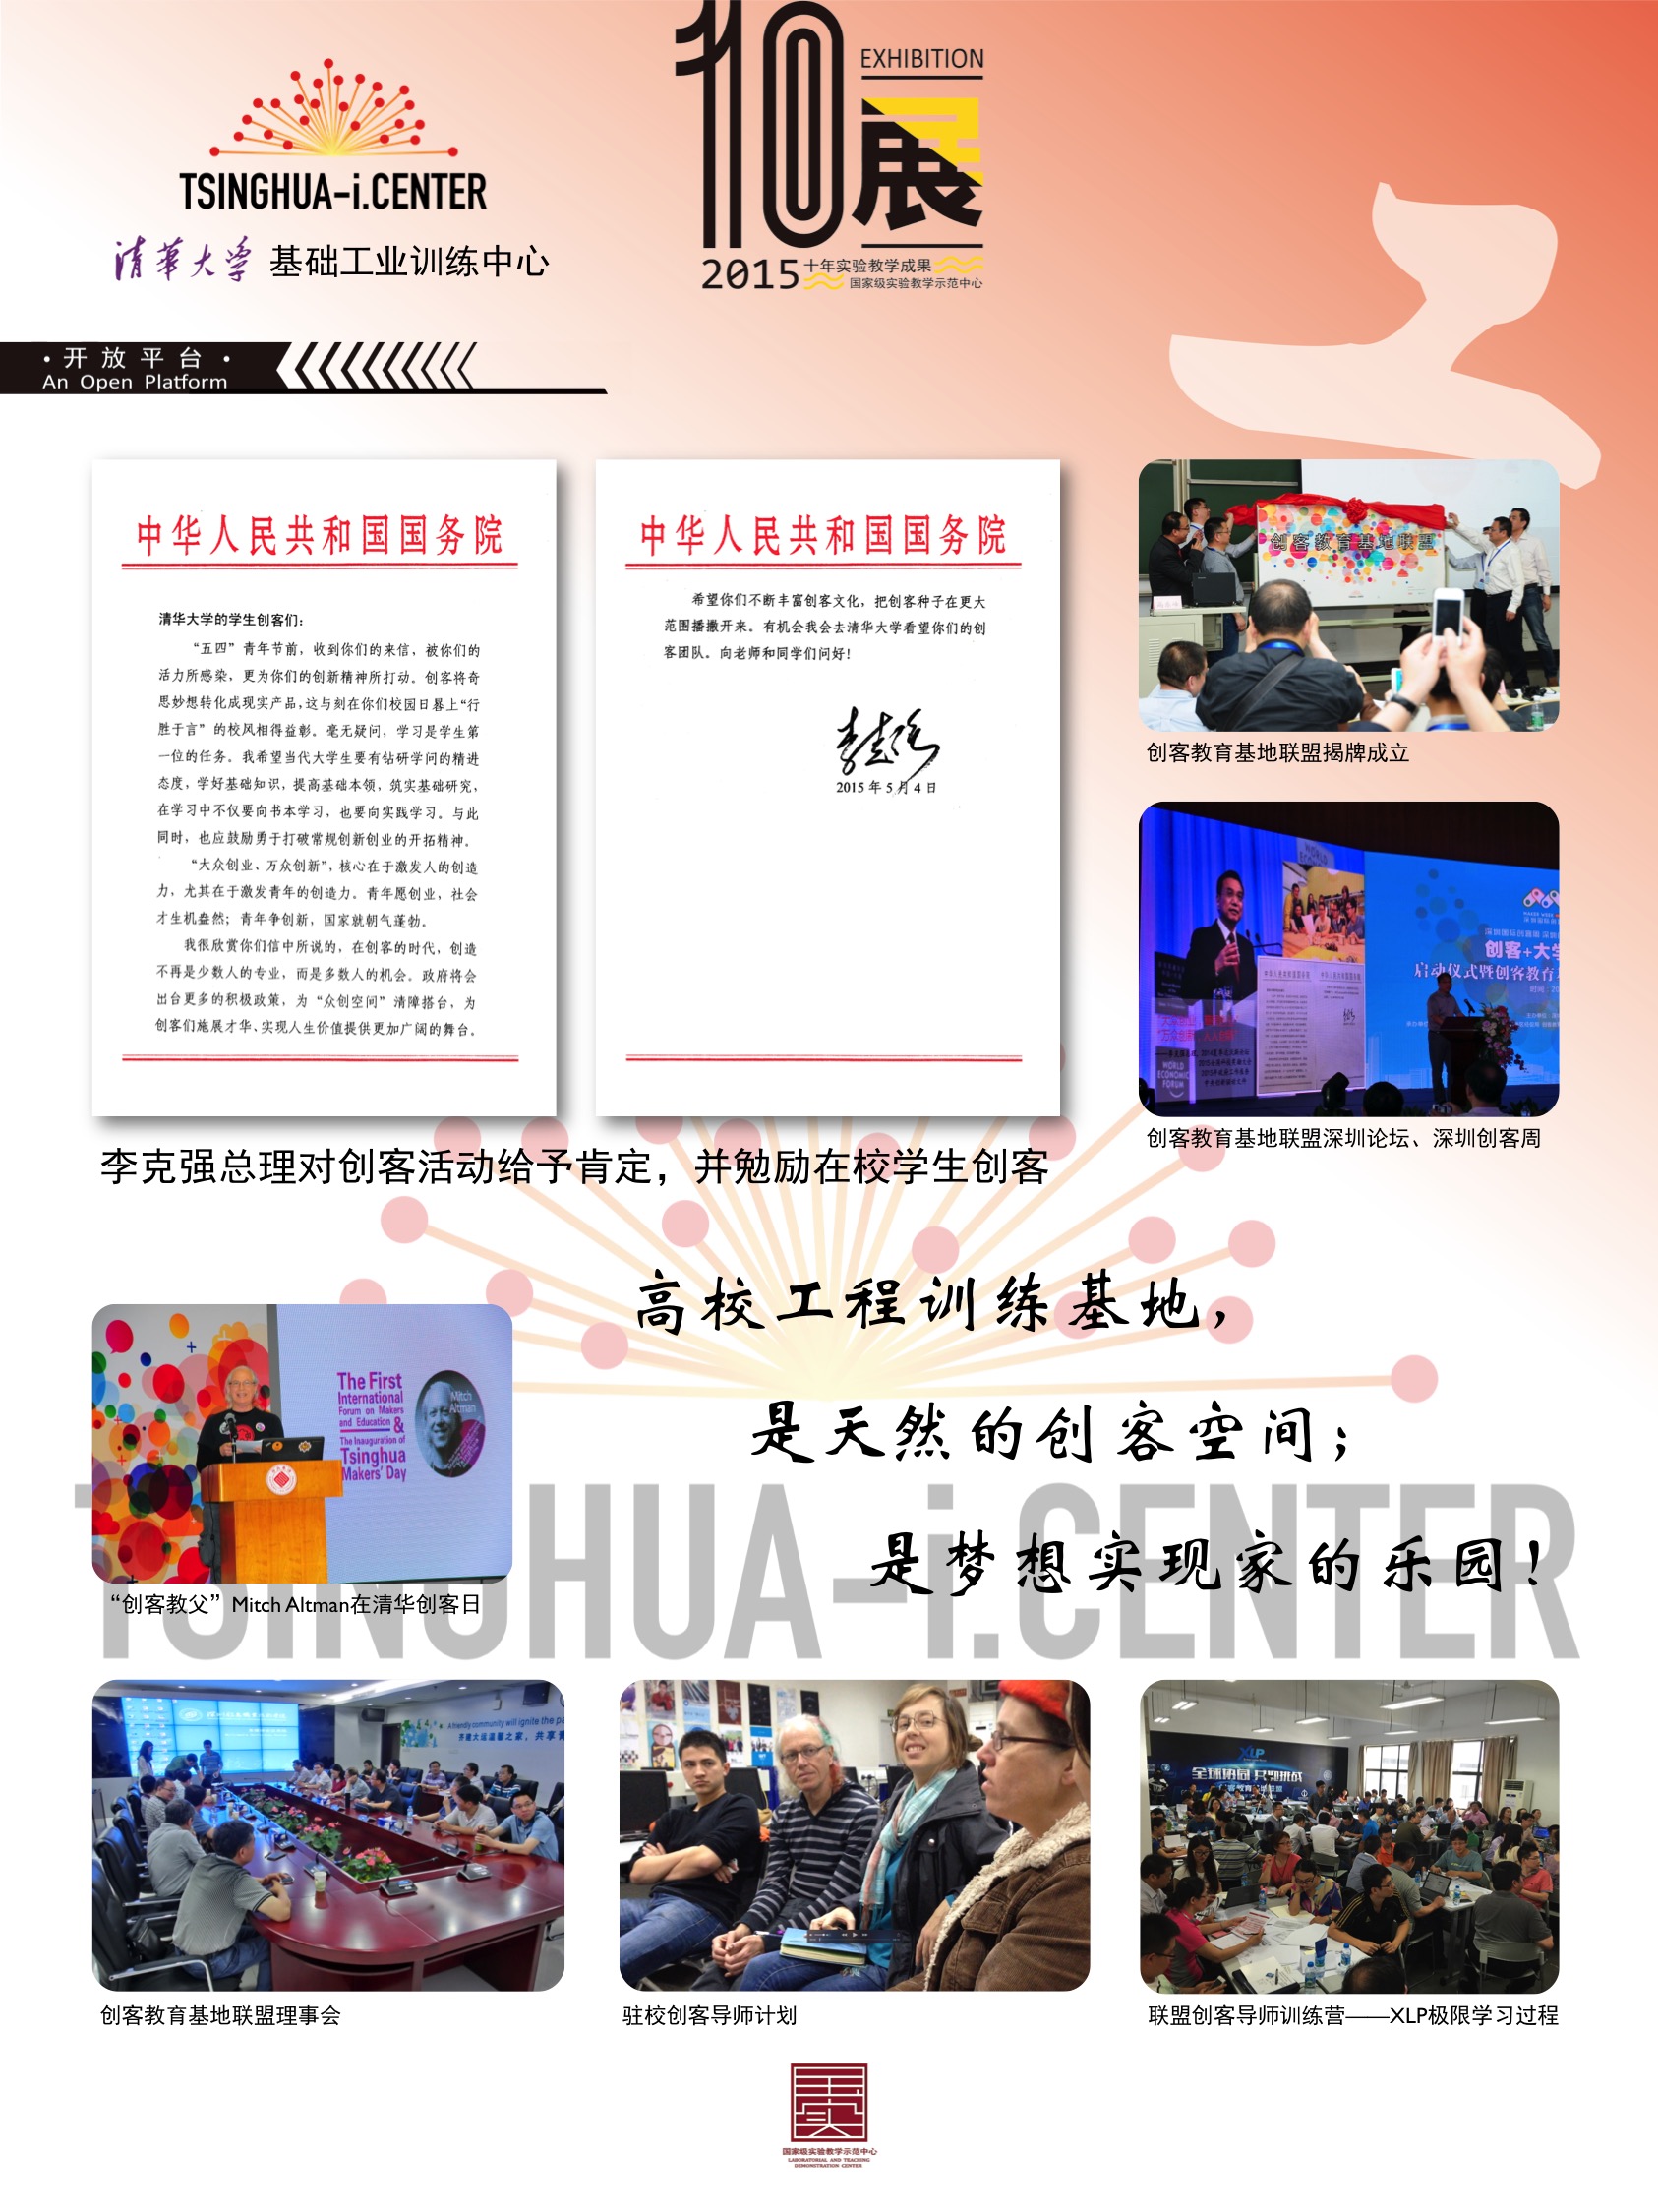 TSINGHUA-i.CENTER
清華大学 基础工业训练中心
10展
EXHIBITION
2015
十年实验教学成果
国家级实验教学示范中心
·开放平台·
An Open Platform
中华人民共和国国务院
清华大学的学生创客们：
“五四”青年节前，收到你们的来信，被你们的
活力所感染，更为你们的创新精神所打动。创客将奇
思妙想转化成现实产品，这与刻在你们校园日晷上“行
胜于言”的校风相得益彰。毫无疑问，学习是学生第
一位的任务。我希望当代大学生要有钻研学问的精进
态度，学好基础知识，提高基础本领，筑实基础研究，
在学习中不仅要向书本学习，也要向实践学习。与此
同时，也应鼓励勇于打破常规创新创业的开拓精神。
“大众创业、万众创新”，核心在于激发人的创造
力，尤其在于激发青年的创造力。青年愿创业，社会
才生机盎然；青年争创新，国家就朝气蓬勃。
我很欣赏你们信中所说的，在创客的时代，创造
不再是少数人的专业，而是多数人的机会。政府将会
出台更多的积极政策，为“众创空间”清障搭台，为
创客们施展才华、实现人生价值提供更加广阔的舞台。
中华人民共和国国务院
希望你们不断丰富创客文化，把创客种子在更大
范围播撒开来。有机会我会去清华大学看望你们的创
客团队。向老师和同学们问好！
李克强
2015年5月4日
李克强总理对创客活动给予肯定，并勉励在校学生创客
创客教育基地联盟
创客教育基地联盟揭牌成立
WORLD
ECONOMIC
FORUM
创客+大学
启动仪式暨创客教育
创客教育基地联盟深圳论坛、深圳创客周
高校工程训练基地，
是天然的创客空间；
是梦想实现家的乐园！
TSINGHUA-i.CENTER
The First
International
Forum on Makers
and Education &
The Inauguration of
Tsinghua
Makers' Day
Mitch
Altman
“创客教父”Mitch Altman在清华创客日
A friendly community will ignite the pa
共享
创客教育基地联盟理事会
驻校创客导师计划
XLP
全球协同 共创挑战
联盟创客导师训练营——XLP极限学习过程
国家级实验教学示范中心
LABORATORIAL AND TEACHING
DEMONSTRATION CENTER